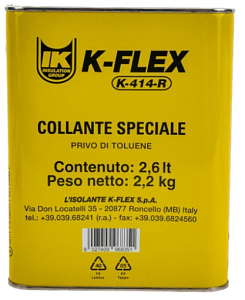 IK
INSULATION
GROUP
K-FLEX
K-414-R
COLLANTE SPECIALE
PRIVO DI TOLUENE
Contenuto: 2,6 lt
Peso netto: 2,2 kg
L'ISOLANTE K-FLEX S.p.A.
Via Don Locatelli 35 - 20877 Roncello (MB) Italy
tel.: +39.039.68241 (r.a.) - fax: +39.039.6824560